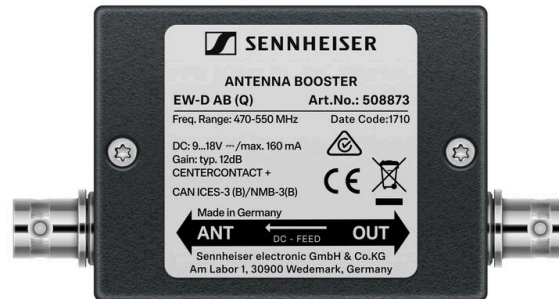 SENNHEISER
ANTENNA BOOSTER
EW-D AB (Q) Art.No.: 508873
Freq. Range: 470-550 MHz Date Code:1710
DC: 9...18V ⎓/max. 160 mA
Gain: typ. 12dB
CENTERCONTACT +
CE
CAN ICES-3 (B)/NMB-3(B)
Made in Germany
ANT DC - FEED OUT
Sennheiser electronic GmbH & Co.KG
Am Labor 1, 30900 Wedemark, Germany